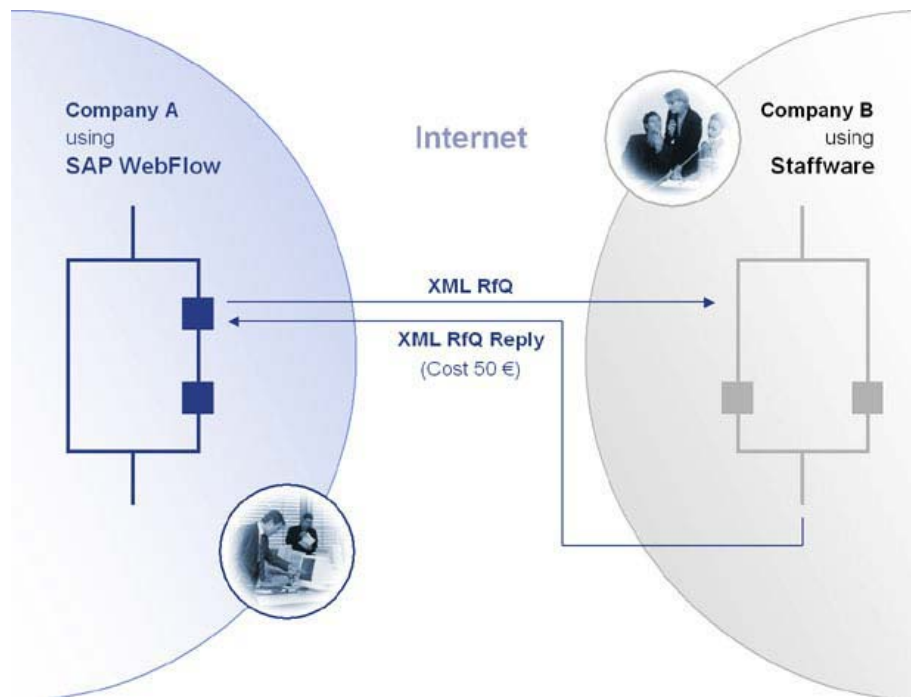 Company A
using
SAP WebFlow
Internet
Company B
using
Staffware
XML RfQ
XML RfQ Reply
(Cost 50 €)